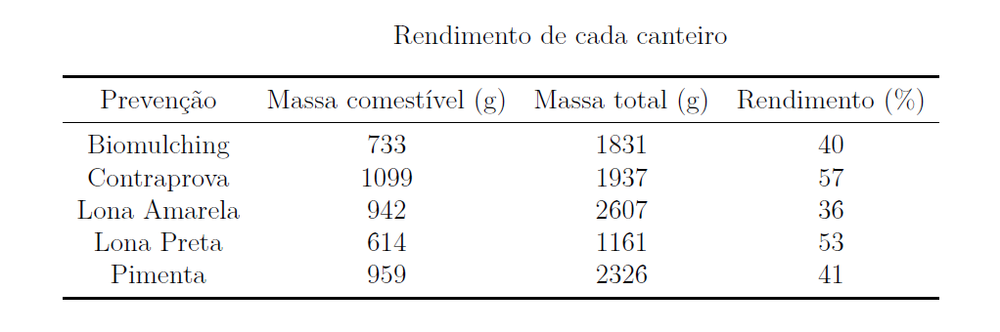 Rendimento de cada canteiro
Prevenção Massa comestível (g) Massa total (g) Rendimento (%)
Biomulching 733 1831 40
Contraprova 1099 1937 57
Lona Amarela 942 2607 36
Lona Preta 614 1161 53
Pimenta 959 2326 41